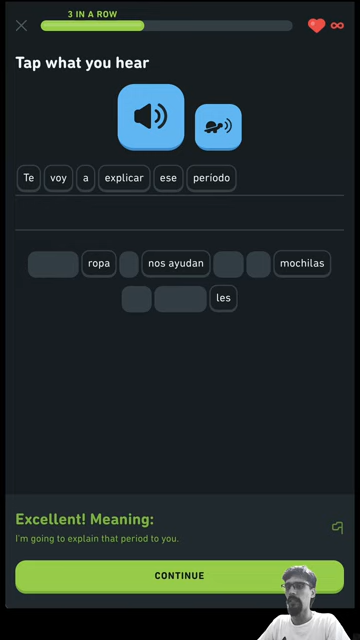 3 IN A ROW
Tap what you hear
Te voy a explicar ese período
ropa nos ayudan mochilas
les
Excellent! Meaning:
I'm going to explain that period to you.
CONTINUE